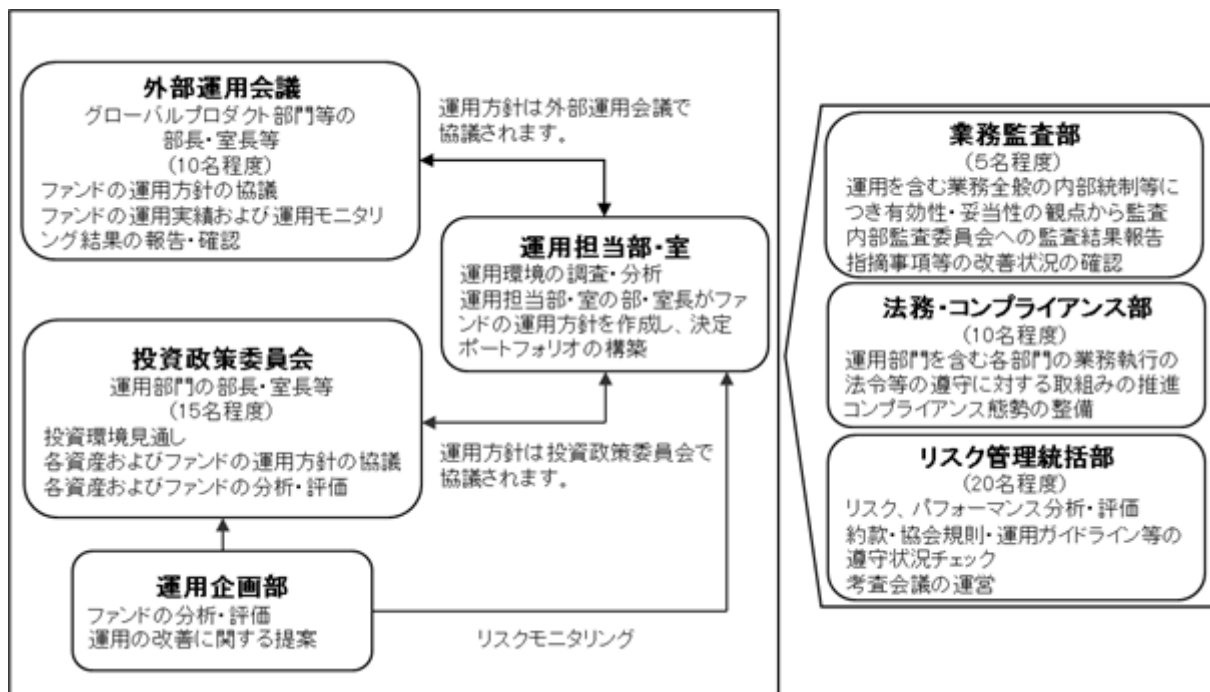 外部運用会議
グローバルプロダクト部門等の
部長・室長等
(10名程度)
ファンドの運用方針の協議
ファンドの運用実績および運用モニタリ
ング結果の報告・確認
運用方針は外部運用会議で
協議されます。
運用担当部・室
運用環境の調査・分析
運用担当部・室の部・室長がファ
ンドの運用方針を作成し、決定
ポートフォリオの構築
投資政策委員会
運用部門の部長・室長等
(15名程度)
投資環境見通し
各資産およびファンドの運用方針の協議
各資産およびファンドの分析・評価
運用方針は投資政策委員会で
協議されます。
運用企画部
ファンドの分析・評価
運用の改善に関する提案
リスクモニタリング
業務監査部
(5名程度)
運用を含む業務全般の内部統制等に
つき有効性・妥当性の観点から監査
内部監査委員会への監査結果報告
指摘事項等の改善状況の確認
法務・コンプライアンス部
(10名程度)
運用部門を含む各部門の業務執行の
法令等の遵守に対する取組みの推進
コンプライアンス態勢の整備
リスク管理統括部
(20名程度)
リスク、パフォーマンス分析・評価
約款・協会規則・運用ガイドライン等の
遵守状況チェック
考査会議の運営